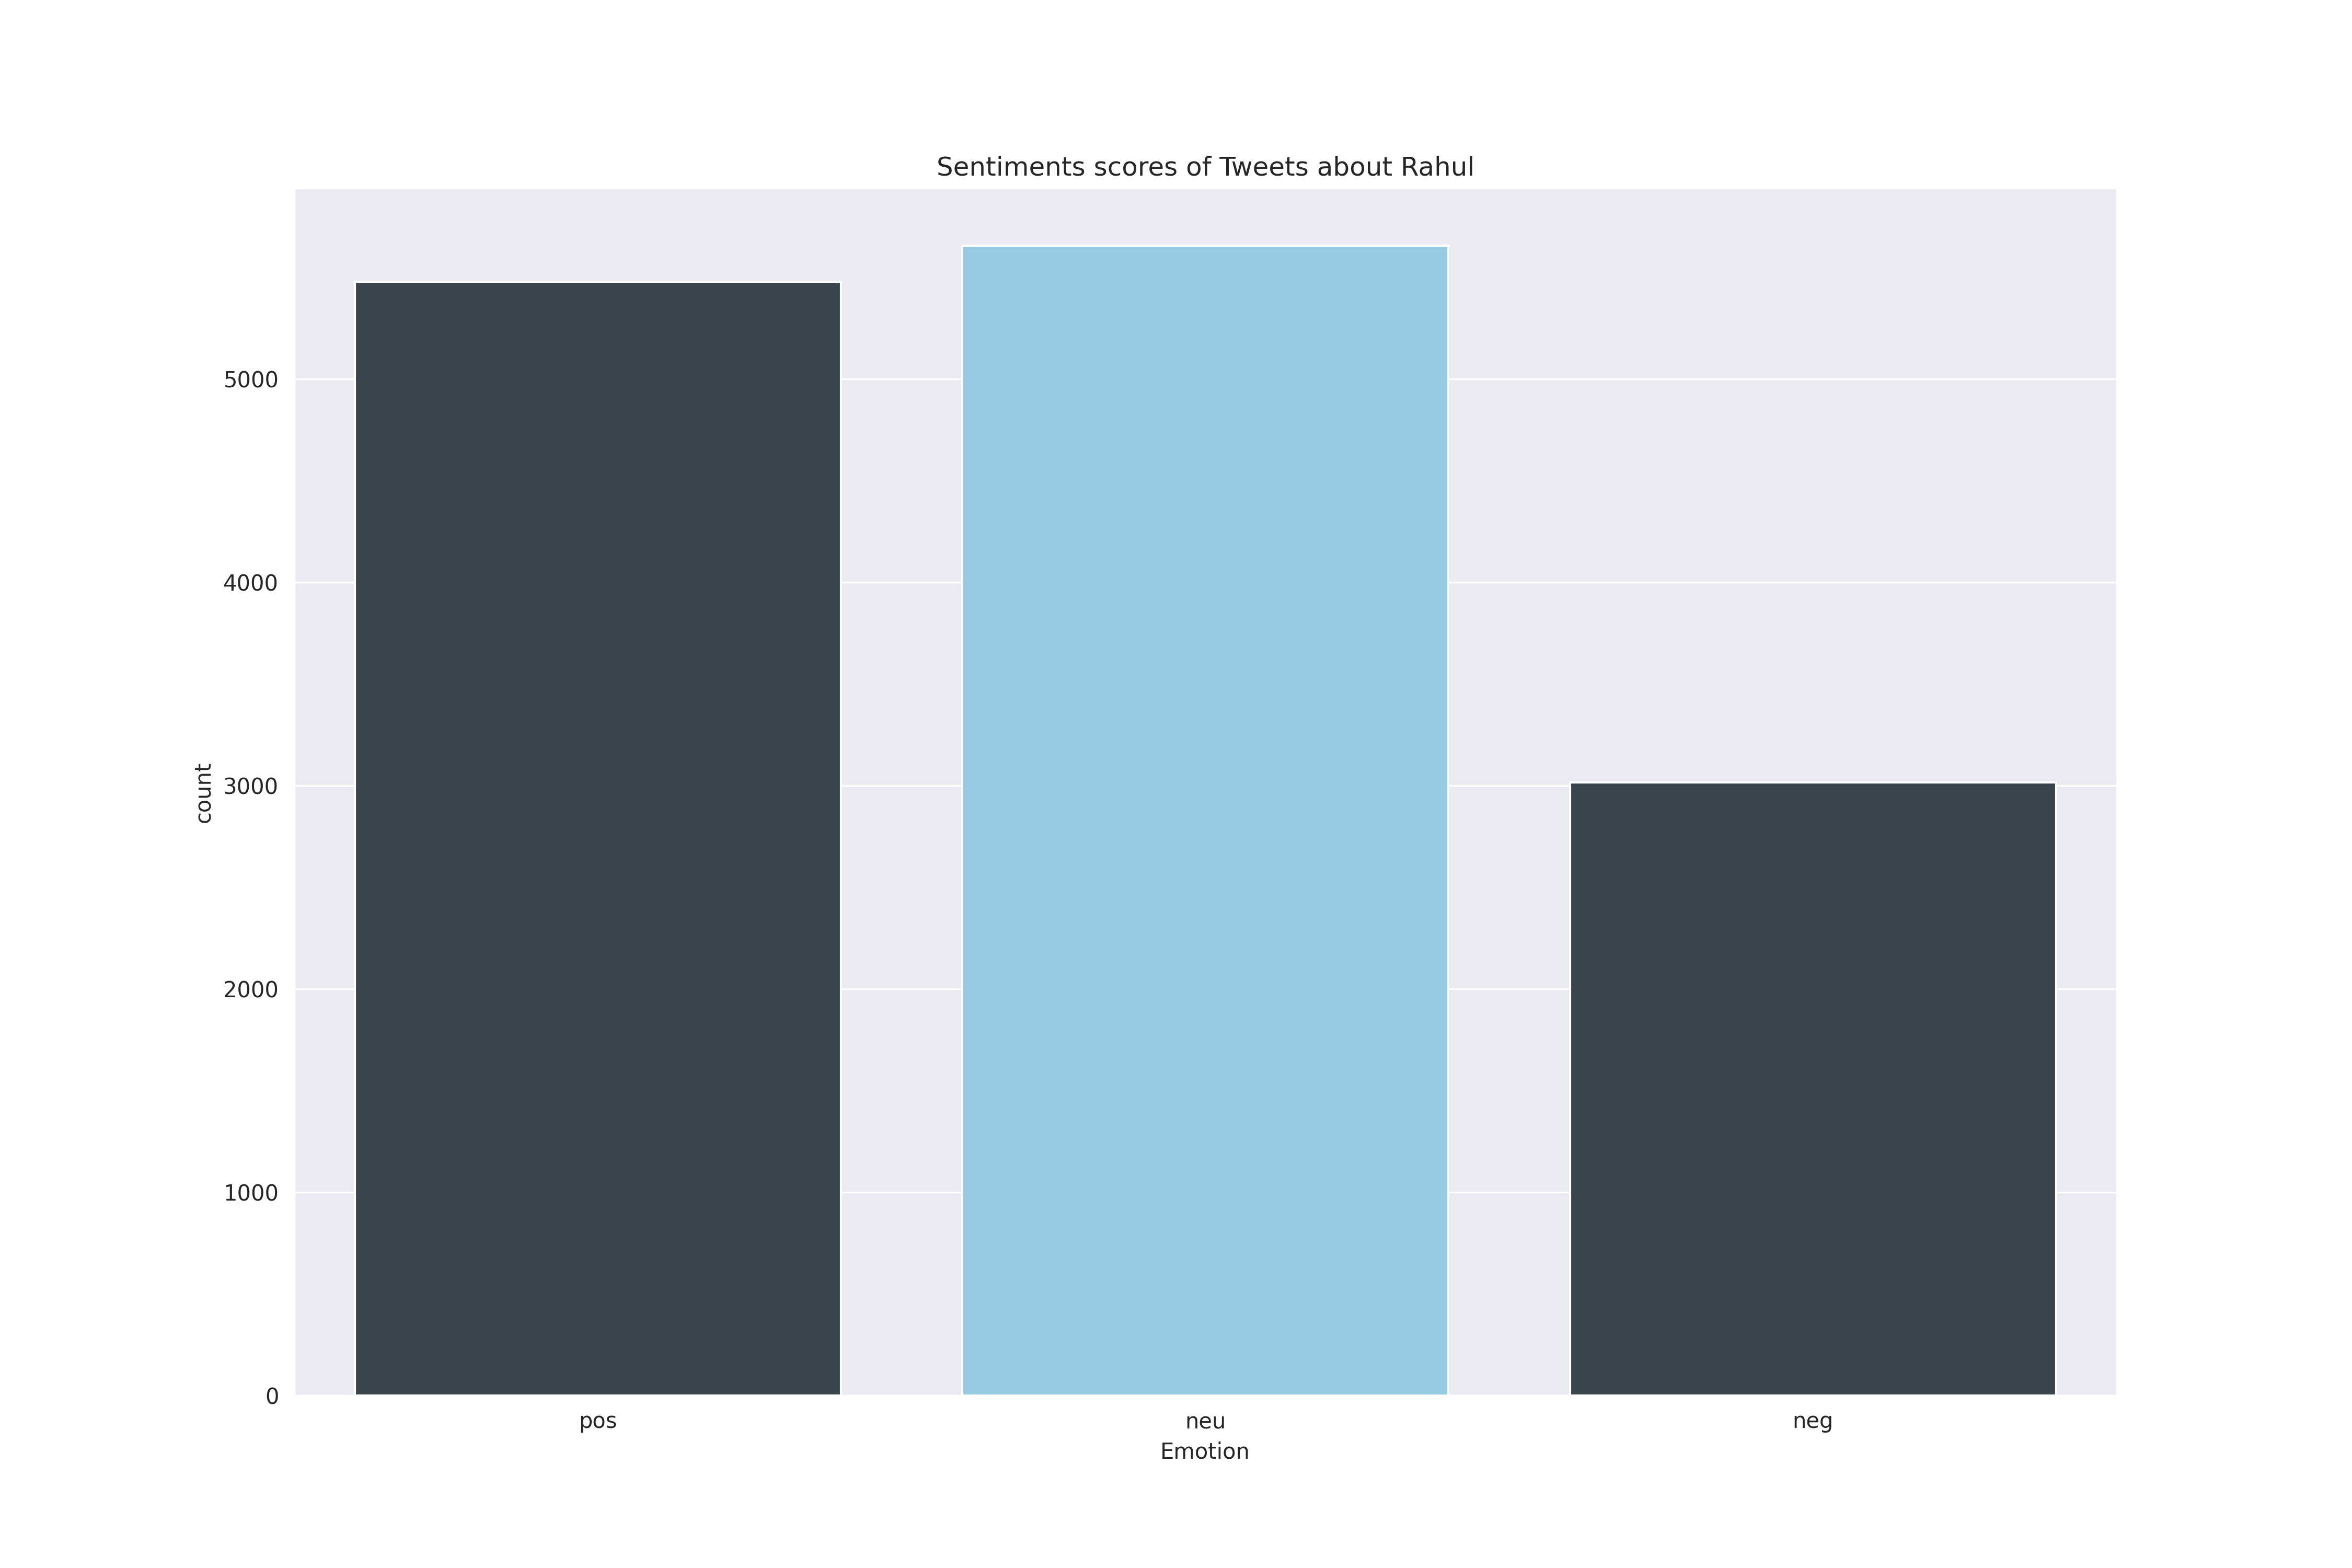 Sentiments scores of Tweets about Rahul
count
5000
4000
3000
2000
1000
0
pos neu neg
Emotion